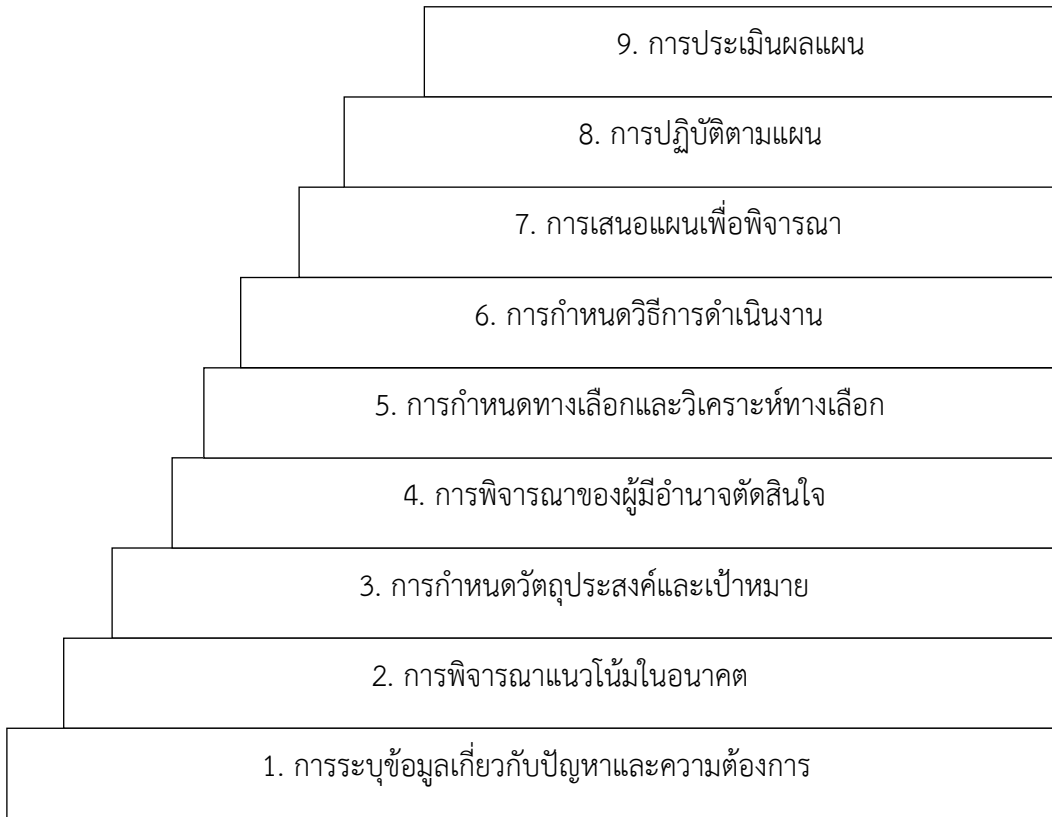 9. การประเมินผลแผน
8. การปฏิบัติตามแผน
7. การเสนอแผนเพื่อพิจารณา
6. การกำหนดวิธีการดำเนินงาน
5. การกำหนดทางเลือกและวิเคราะห์ทางเลือก
4. การพิจารณาของผู้มีอำนาจตัดสินใจ
3. การกำหนดวัตถุประสงค์และเป้าหมาย
2. การพิจารณาแนวโน้มในอนาคต
1. การระบุข้อมูลเกี่ยวกับปัญหาและความต้องการ